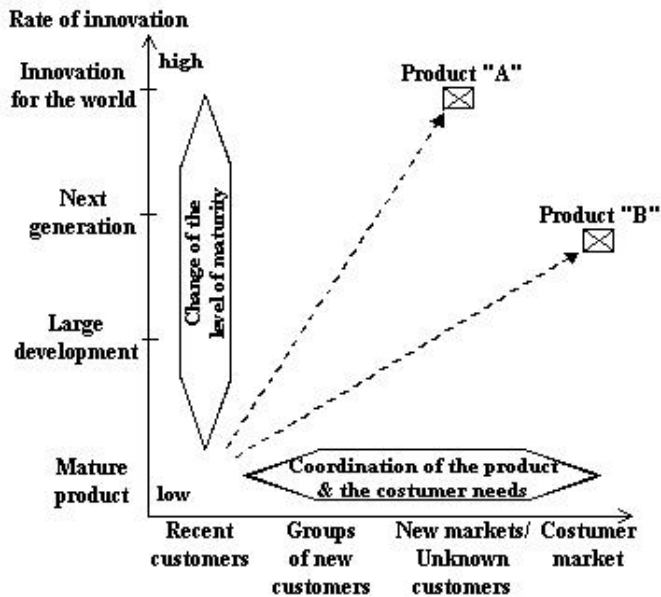 Rate of innovation
high
Innovation
for the world
Product "A"
Next
generation
Product "B"
Change of the
level of maturity
Large
development
Mature
product
low
Coordination of the product
& the costumer needs
Recent
customers
Groups
of new
customers
New markets/
Unknown
customers
Costumer
market